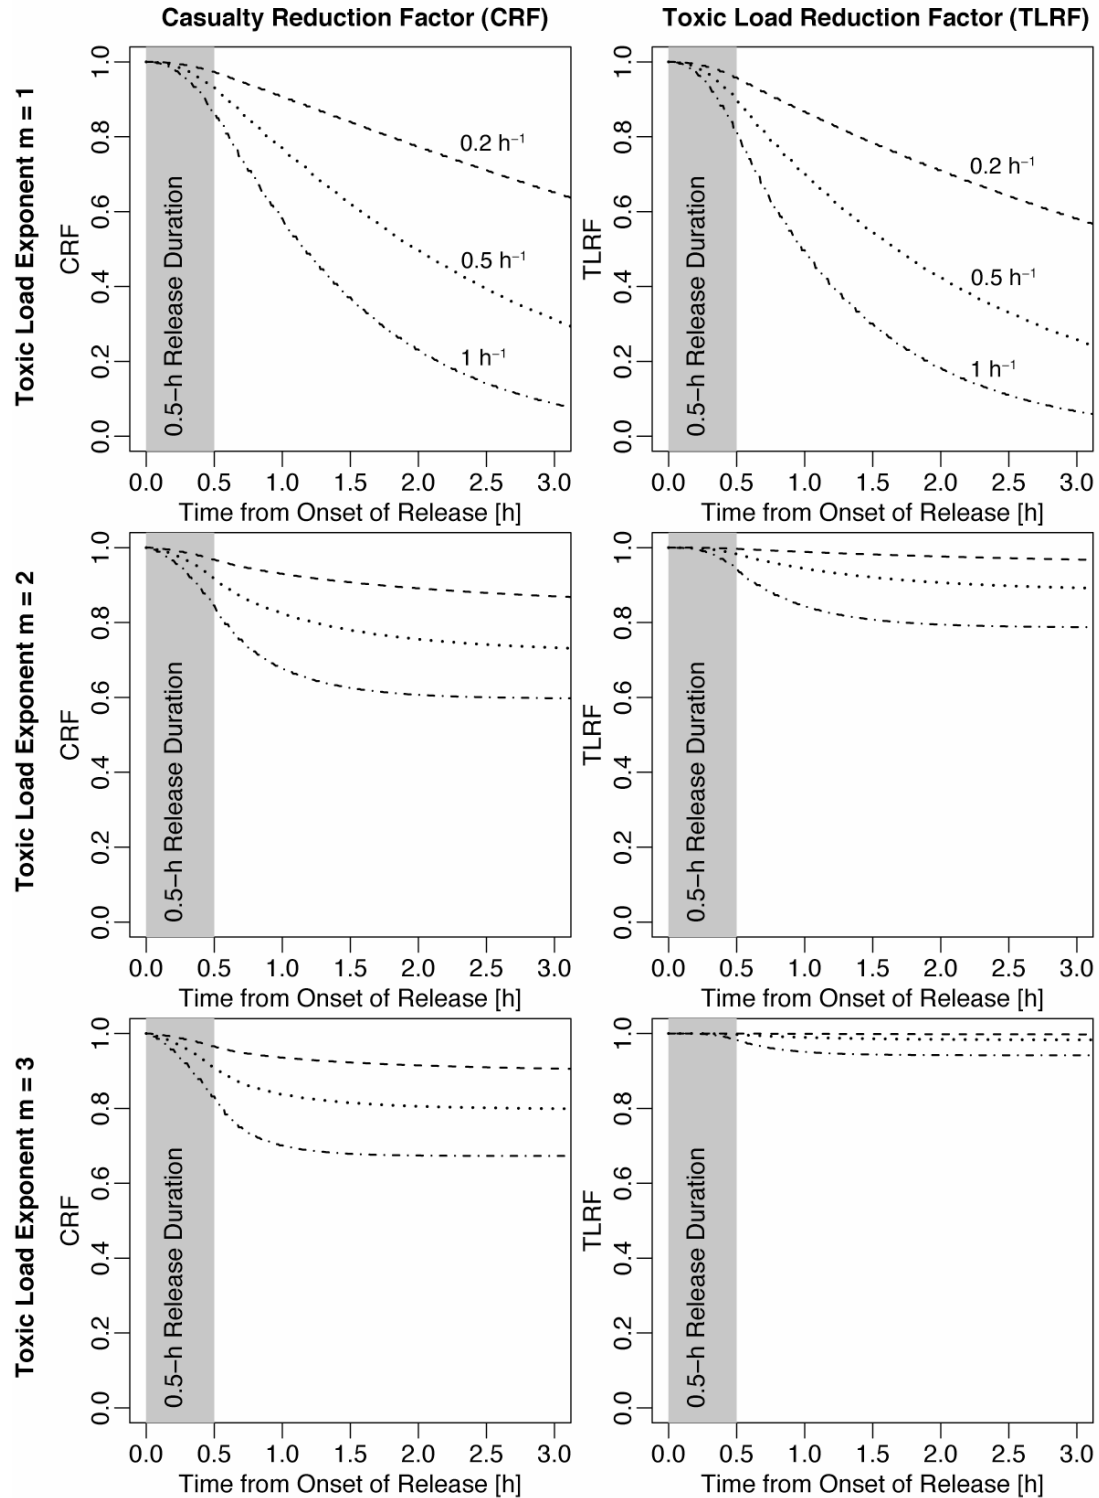 Casualty Reduction Factor (CRF)
Toxic Load Reduction Factor (TLRF)
Toxic Load Exponent m = 1
CRF
0.0 0.2 0.4 0.6 0.8 1.0
0.5−h Release Duration
0.2 h−1
0.5 h−1
1 h−1
0.0 0.5 1.0 1.5 2.0 2.5 3.0
Time from Onset of Release [h]
TLRF
0.0 0.2 0.4 0.6 0.8 1.0
0.5−h Release Duration
0.2 h−1
0.5 h−1
1 h−1
0.0 0.5 1.0 1.5 2.0 2.5 3.0
Time from Onset of Release [h]
Toxic Load Exponent m = 2
CRF
0.0 0.2 0.4 0.6 0.8 1.0
0.5−h Release Duration
0.0 0.5 1.0 1.5 2.0 2.5 3.0
Time from Onset of Release [h]
TLRF
0.0 0.2 0.4 0.6 0.8 1.0
0.5−h Release Duration
0.0 0.5 1.0 1.5 2.0 2.5 3.0
Time from Onset of Release [h]
Toxic Load Exponent m = 3
CRF
0.0 0.2 0.4 0.6 0.8 1.0
0.5−h Release Duration
0.0 0.5 1.0 1.5 2.0 2.5 3.0
Time from Onset of Release [h]
TLRF
0.0 0.2 0.4 0.6 0.8 1.0
0.5−h Release Duration
0.0 0.5 1.0 1.5 2.0 2.5 3.0
Time from Onset of Release [h]